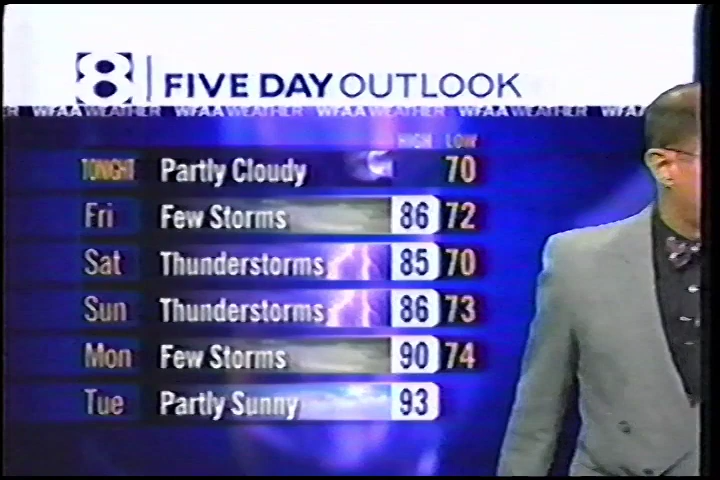 8 FIVE DAY OUTLOOK
R WFAA WEATHER WFAA WEATHER WFAA WEATHER WFAA WEATHER WFAA
HIGH LOW
TONIGHT Partly Cloudy 70
Fri Few Storms 86 72
Sat Thunderstorms 85 70
Sun Thunderstorms 86 73
Mon Few Storms 90 74
Tue Partly Sunny 93